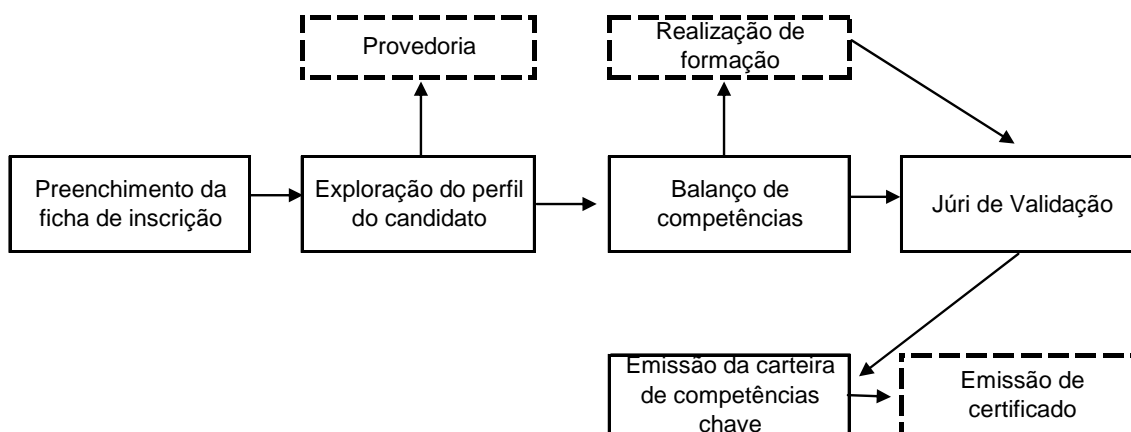 Provedoria
Realização de
formação
Preenchimento da
ficha de inscrição
Exploração do perfil
do candidato
Balanço de
competências
Júri de Validação
Emissão da carteira
de competências
chave
Emissão de
certificado